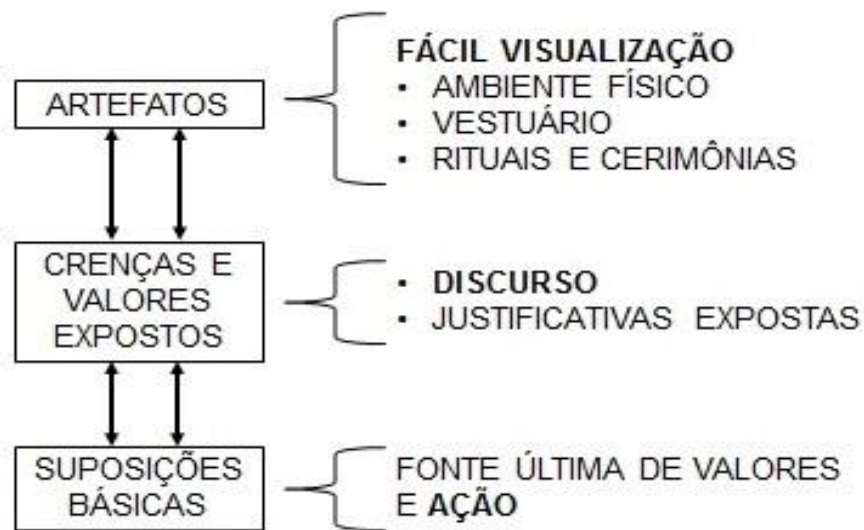 ARTEFATOS
FÁCIL VISUALIZAÇÃO
• AMBIENTE FÍSICO
• VESTUÁRIO
• RITUAIS E CERIMÔNIAS
CRENÇAS E
VALORES
EXPOSTOS
• DISCURSO
• JUSTIFICATIVAS EXPOSTAS
SUPOSIÇÕES
BÁSICAS
FONTE ÚLTIMA DE VALORES
E AÇÃO